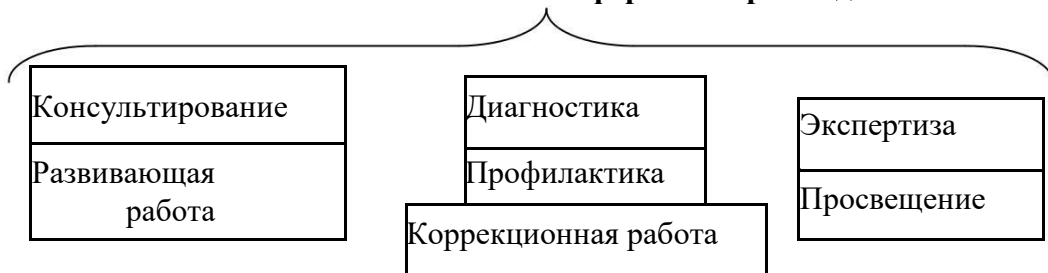 Консультирование
Развивающая
работа
Диагностика
Профилактика
Коррекционная работа
Экспертиза
Просвещение